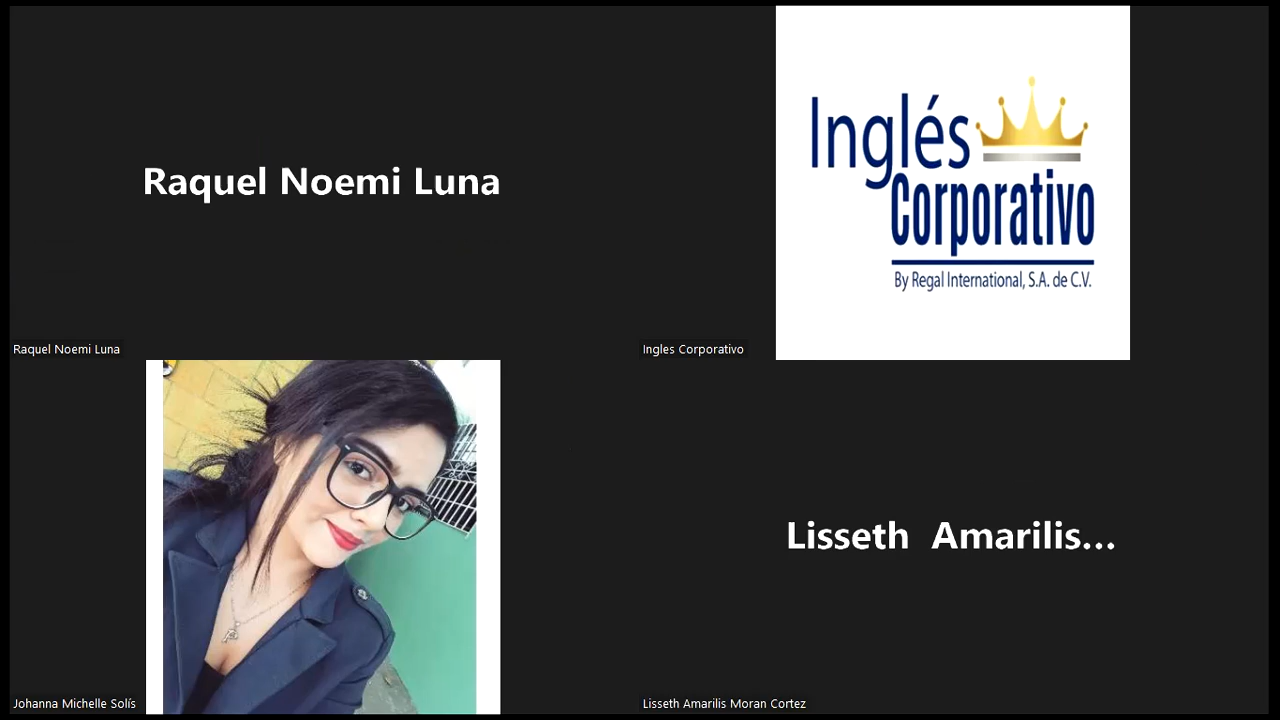 Raquel Noemi Luna
Inglés
Corporativo
By Regal International, S.A. de C.V.
Raquel Noemi Luna
Ingles Corporativo
Lisseth Amarilis...
Johanna Michelle Solís
Lisseth Amarilis Moran Cortez